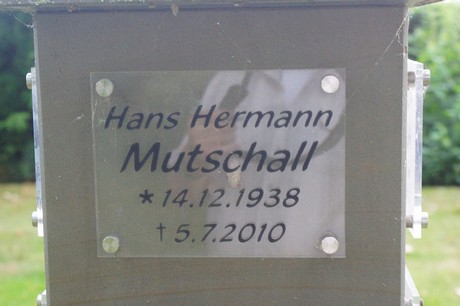 Hans Hermann
Mutschall
* 14.12.1938
† 5.7.2010